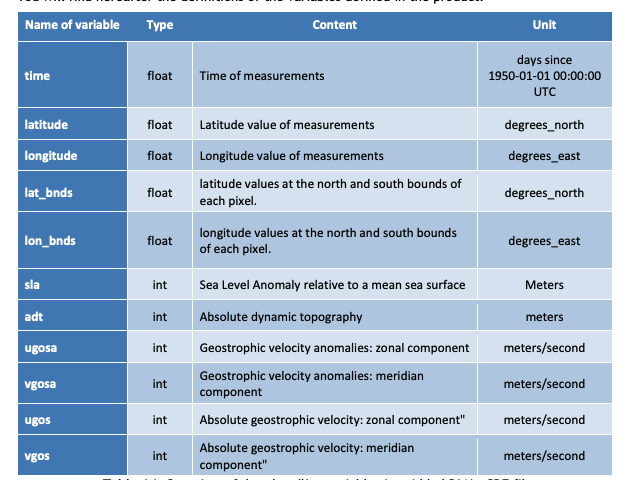 Name of variable Type Content Unit
time float Time of measurements days since
1950-01-01 00:00:00
UTC
latitude float Latitude value of measurements degrees_north
longitude float Longitude value of measurements degrees_east
lat_bnds float latitude values at the north and south bounds of
each pixel. degrees_north
lon_bnds float longitude values at the north and south bounds
of each pixel. degrees_east
sla int Sea Level Anomaly relative to a mean sea surface Meters
adt int Absolute dynamic topography meters
ugosa int Geostrophic velocity anomalies: zonal component meters/second
vgosa int Geostrophic velocity anomalies: meridian
component meters/second
ugos int Absolute geostrophic velocity: zonal component" meters/second
vgos int Absolute geostrophic velocity: meridian
component" meters/second